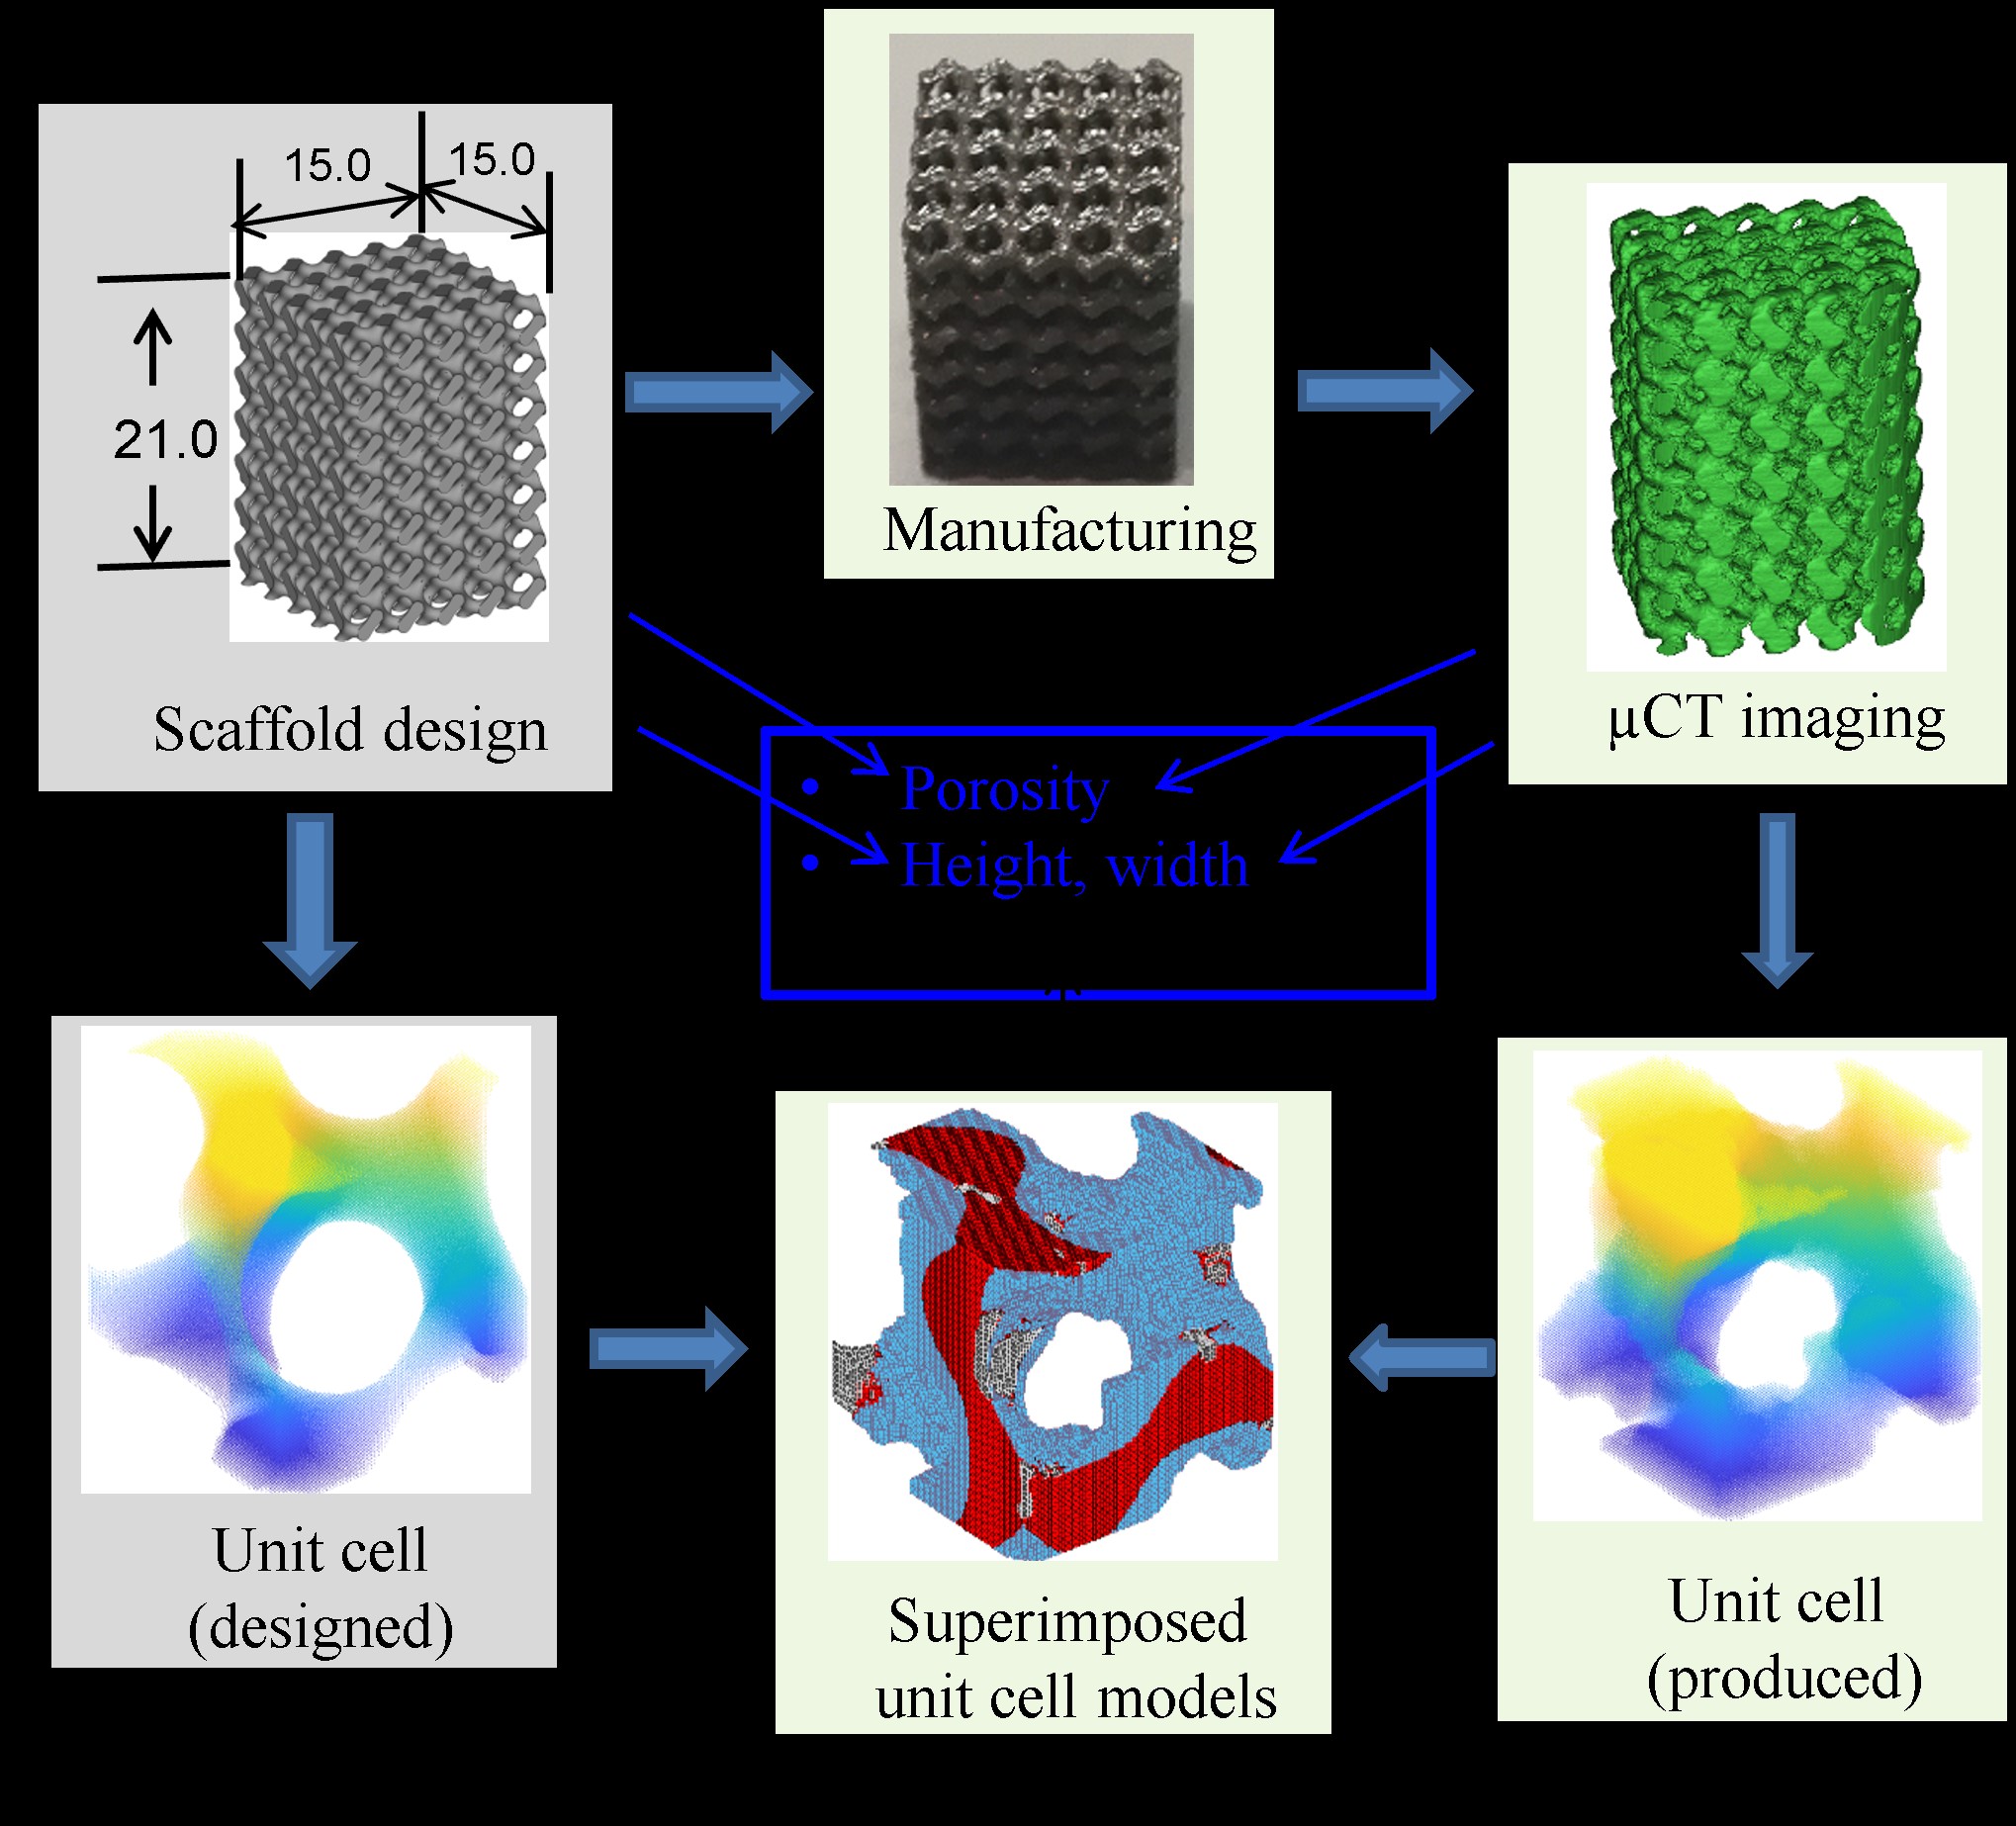 15.0
15.0
21.0
Scaffold design
Manufacturing
µCT imaging
• Porosity
• Height, width
Unit cell
(designed)
Superimposed
unit cell models
Unit cell
(produced)